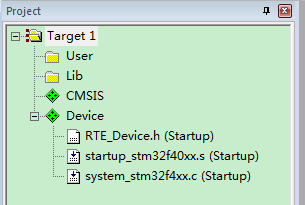 Project
Target 1
User
Lib
CMSIS
Device
RTE_Device.h (Startup)
startup_stm32f40xx.s (Startup)
system_stm32f4xx.c (Startup)